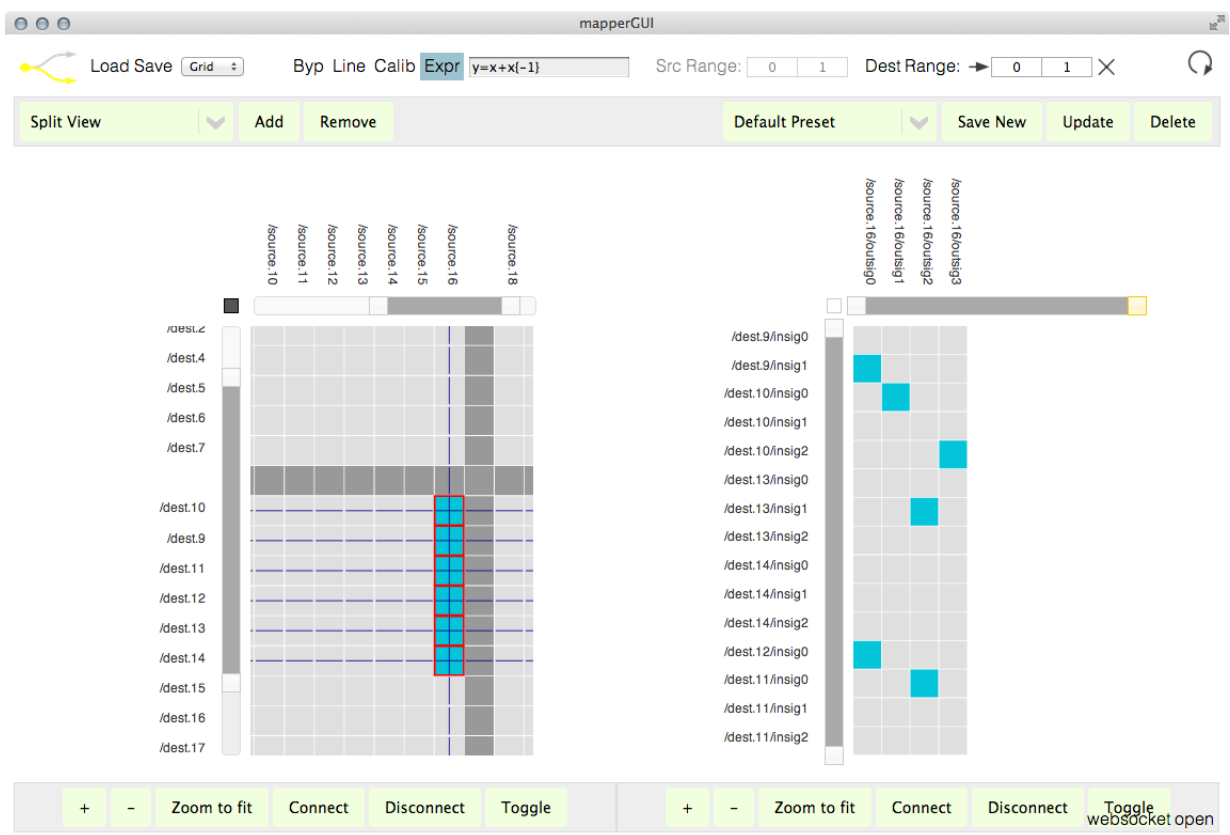 mapperGUI
Load Save Grid Byp Line Calib Expr y=x+x{-1} Src Range: 0 1 Dest Range: 0 1
Split View Add Remove Default Preset Save New Update Delete
/source.10
/source.11
/source.12
/source.13
/source.14
/source.15
/source.16
/source.18
/dest.2
/dest.4
/dest.5
/dest.6
/dest.7
/dest.10
/dest.9
/dest.11
/dest.12
/dest.13
/dest.14
/dest.15
/dest.16
/dest.17
/source.16/outsig0
/source.16/outsig1
/source.16/outsig2
/source.16/outsig3
/dest.9/insig0
/dest.9/insig1
/dest.10/insig0
/dest.10/insig1
/dest.10/insig2
/dest.13/insig0
/dest.13/insig1
/dest.13/insig2
/dest.14/insig0
/dest.14/insig1
/dest.14/insig2
/dest.12/insig0
/dest.11/insig0
/dest.11/insig1
/dest.11/insig2
+ - Zoom to fit Connect Disconnect Toggle + - Zoom to fit Connect Disconnect Toggle
websocket open